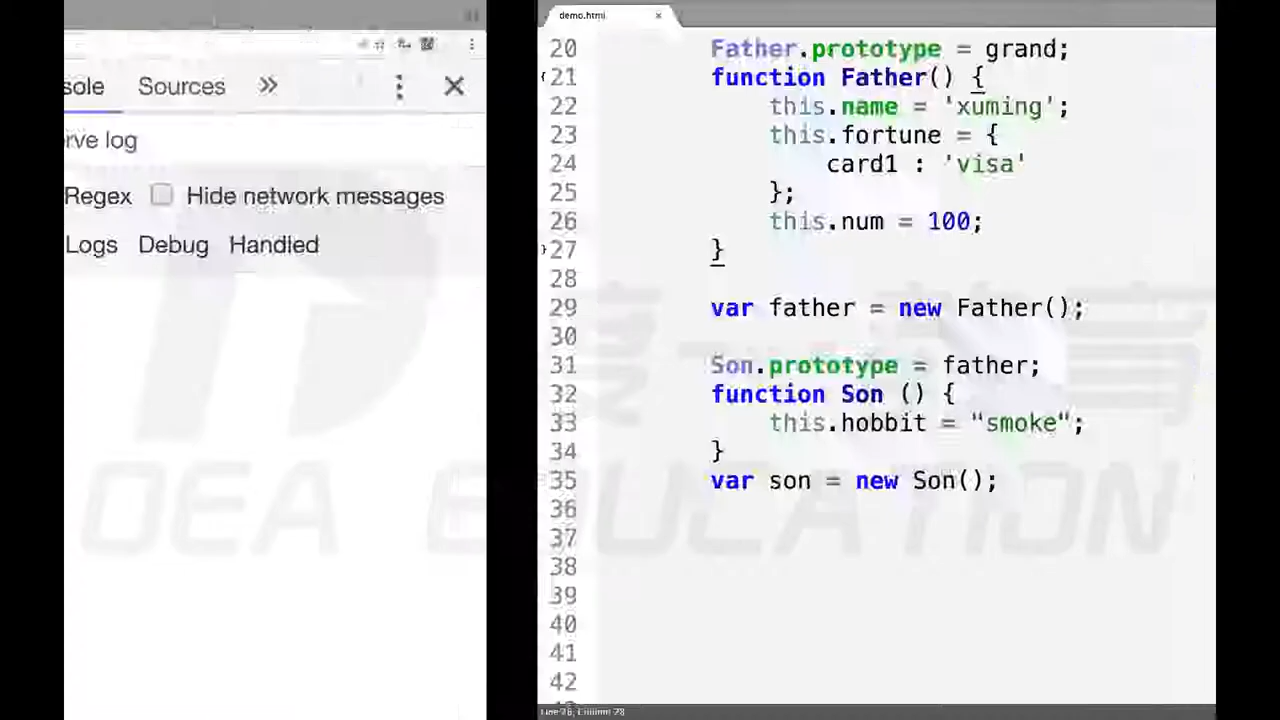 sole Sources »
rve log
Regex Hide network messages
Logs Debug Handled
demo.html ×
20 Father.prototype = grand;
21 function Father() {
22 this.name = 'xuming';
23 this.fortune = {
24 card1 : 'visa'
25 };
26 this.num = 100;
27 }
28
29 var father = new Father();
30
31 Son.prototype = father;
32 function Son () {
33 this.hobbit = "smoke";
34 }
35 var son = new Son();
36
37
38
39
40
41
42
EDUCATION